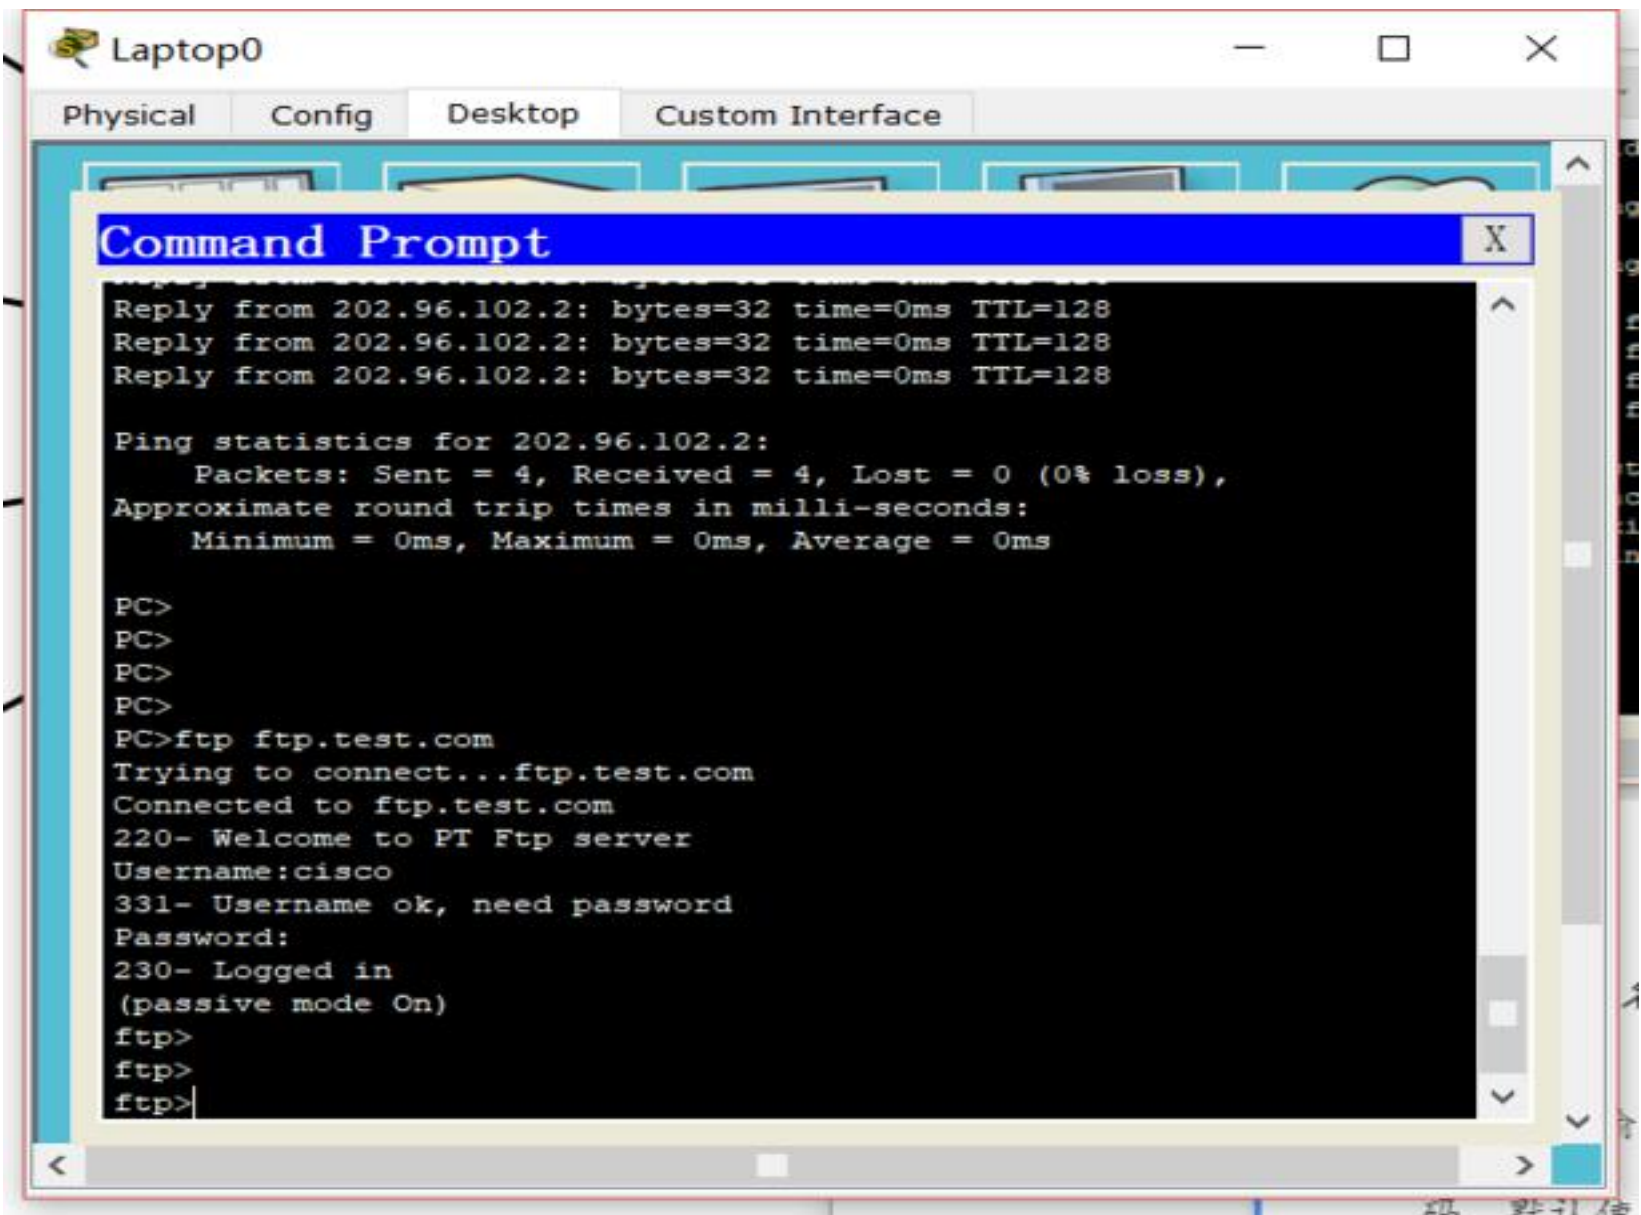 Laptop0
Physical Config Desktop Custom Interface
Command Prompt X
Reply from 202.96.102.2: bytes=32 time=0ms TTL=128
Reply from 202.96.102.2: bytes=32 time=0ms TTL=128
Reply from 202.96.102.2: bytes=32 time=0ms TTL=128
Ping statistics for 202.96.102.2:
Packets: Sent = 4, Received = 4, Lost = 0 (0% loss),
Approximate round trip times in milli-seconds:
Minimum = 0ms, Maximum = 0ms, Average = 0ms
PC>
PC>
PC>
PC>
PC>ftp ftp.test.com
Trying to connect...ftp.test.com
Connected to ftp.test.com
220- Welcome to PT Ftp server
Username:cisco
331- Username ok, need password
Password:
230- Logged in
(passive mode On)
ftp>
ftp>
ftp>